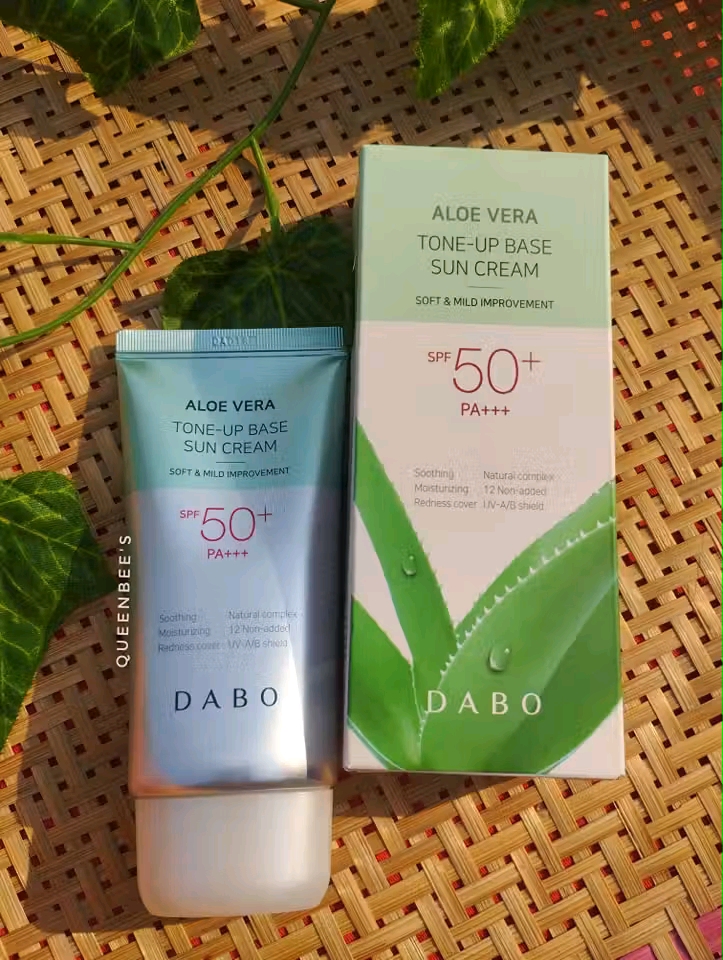 ALOE VERA
TONE-UP BASE
SUN CREAM
SOFT & MILD IMPROVEMENT
SPF 50+
PA+++
Soothing Natural complex
Moisturizing 12 Non-added
Redness cover UV-A/B shield
DABO
ALOE VERA
TONE-UP BASE
SUN CREAM
SOFT & MILD IMPROVEMENT
SPF 50+
PA+++
Soothing Natural complex
Moisturizing 12 Non-added
Redness cover UV-A/B shield
DABO
QUEENBEE'S